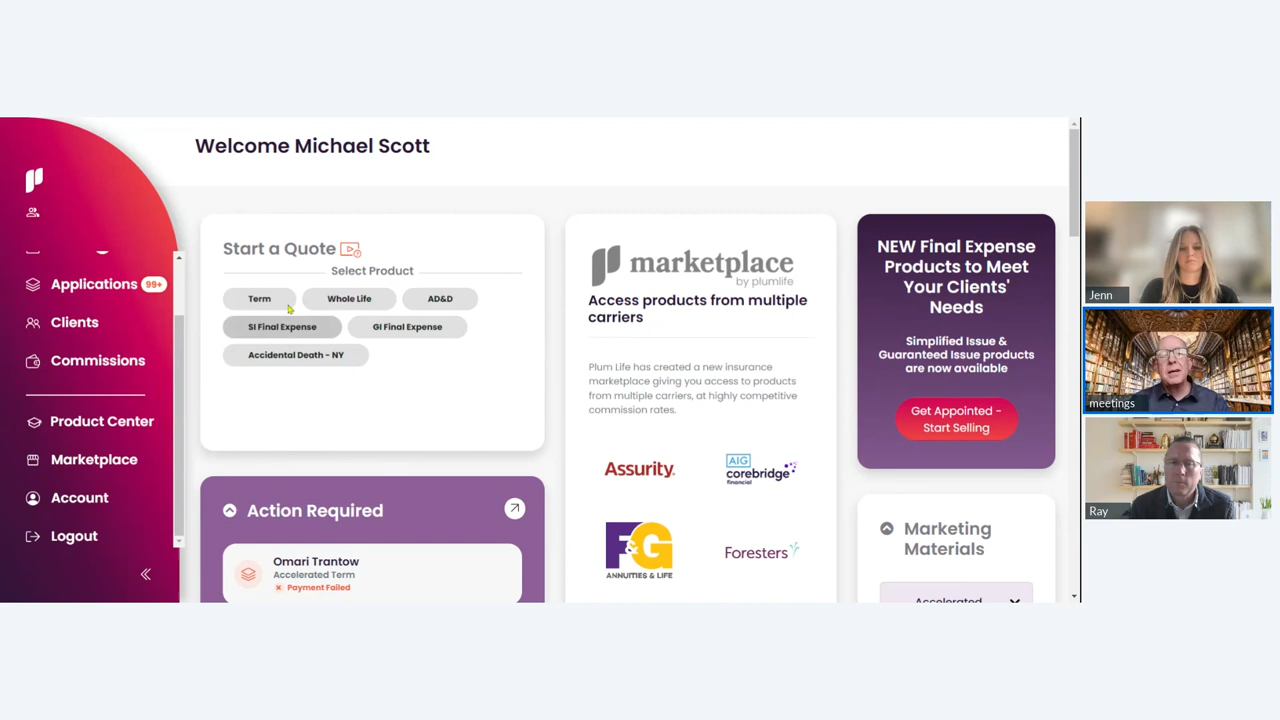 Welcome Michael Scott
Applications 99+
Clients
Commissions
Product Center
Marketplace
Account
Logout
Start a Quote
Select Product
Term
Whole Life
AD&D
SI Final Expense
GI Final Expense
Accidental Death - NY
Action Required
Omari Trantow
Accelerated Term
Payment Failed
marketplace
by plumlife
Access products from multiple
carriers
Plum Life has created a new insurance
marketplace giving you access to products
from multiple carriers, at highly competitive
commission rates.
Assurity
AIG
corebridge
financial
F&G
ANNUITIES & LIFE
Foresters
NEW Final Expense
Products to Meet
Your Clients'
Needs
Simplified Issue &
Guaranteed Issue products
are now available
Get Appointed -
Start Selling
Marketing
Materials
Accelerated
Jenn
meetings
Ray